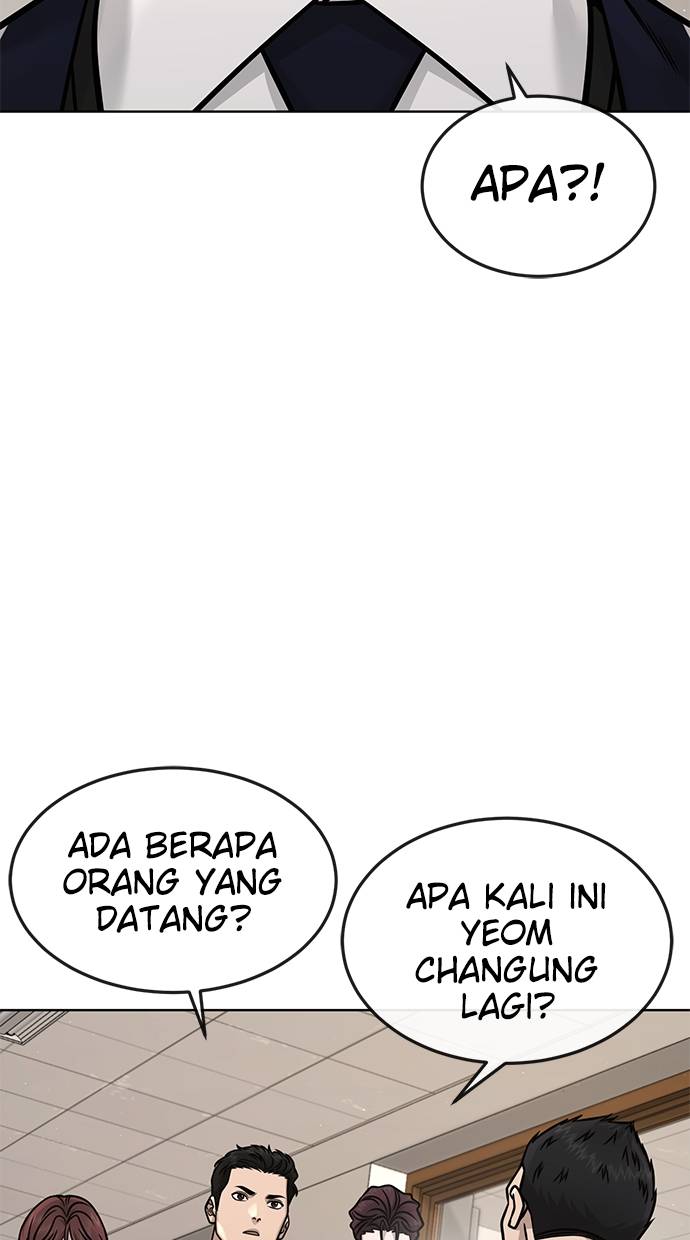 APA?!
ADA BERAPA
ORANG YANG
DATANG?
APA KALI INI
YEOM
CHANGUNG
LAGI?